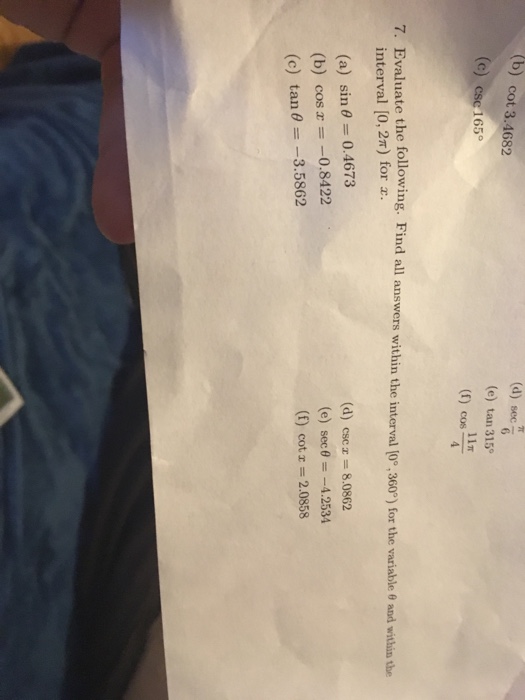 (b) cot 3.4682
(c) csc 165°
(d) sec π/6
(e) tan 315°
(f) cos 11π/4
7. Evaluate the following. Find all answers within the interval [0°, 360°) for the variable θ and within the
interval [0, 2π) for x.
(a) sin θ = 0.4673
(b) cos x = −0.8422
(c) tan θ = −3.5862
(d) csc x = 8.0862
(e) sec θ = −4.2534
(f) cot x = 2.0858